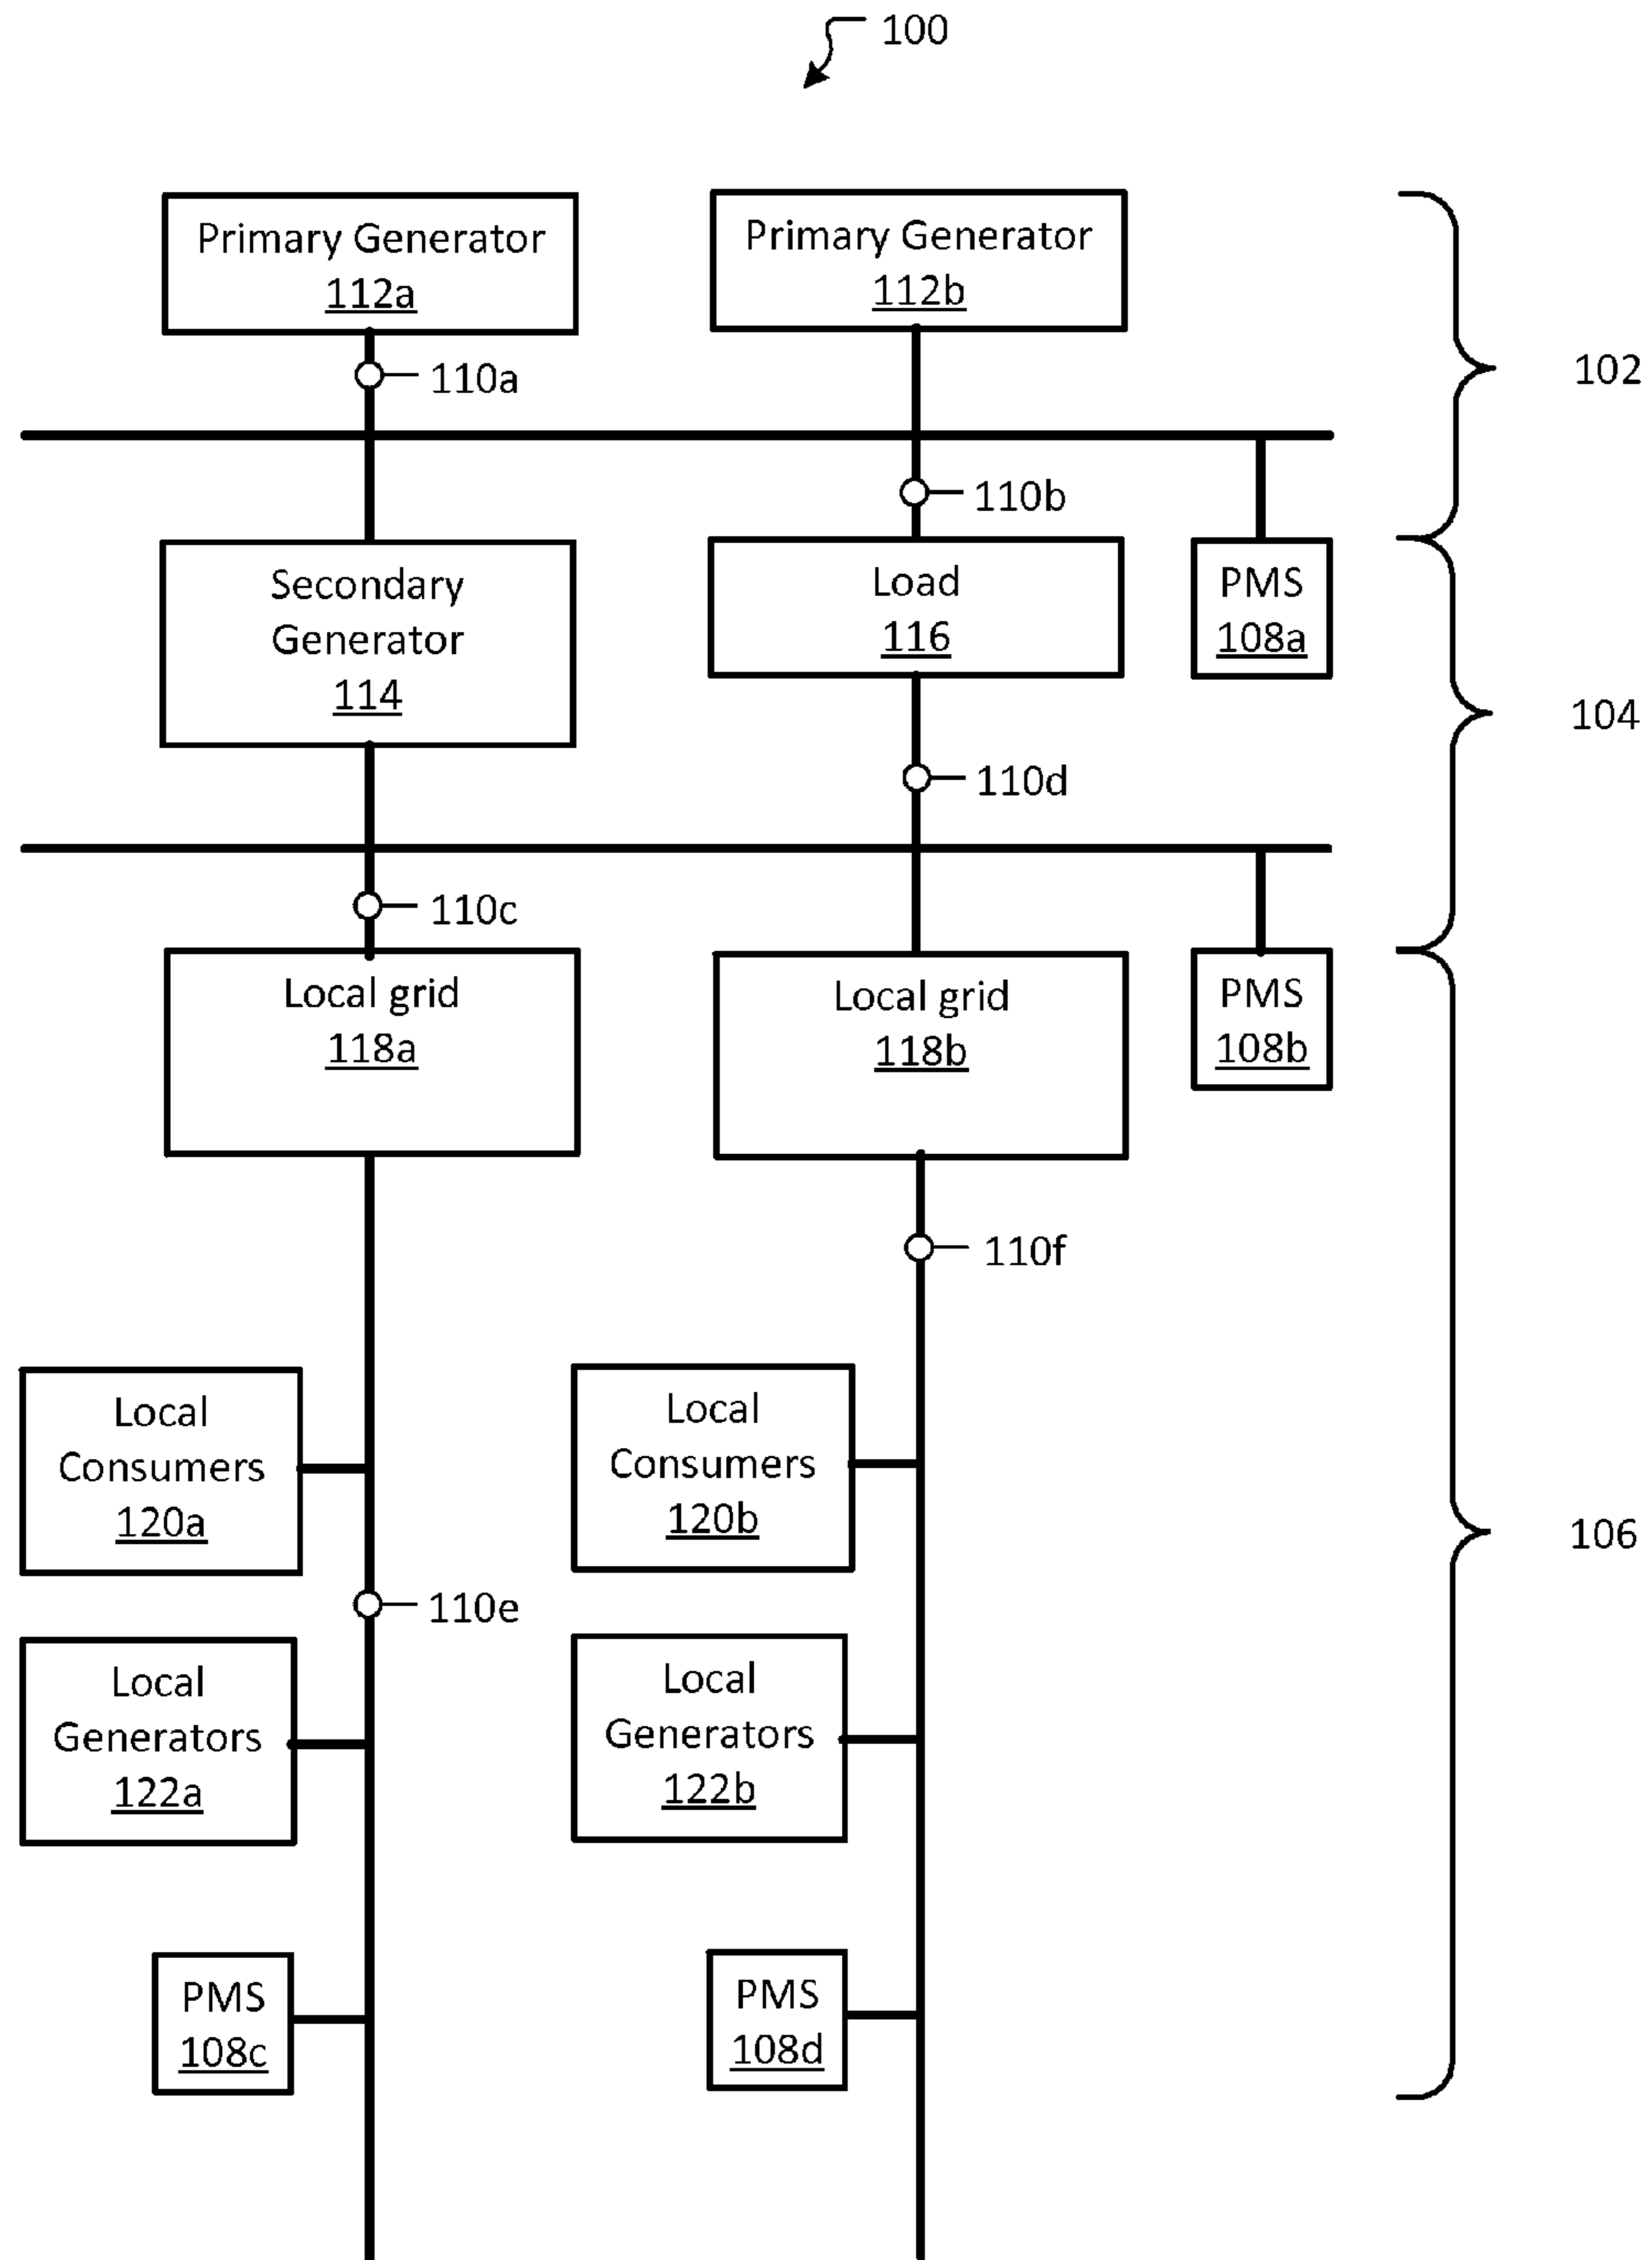 100
Primary Generator
112a
Primary Generator
112b
110a
102
110b
Secondary
Generator
114
Load
116
PMS
108a
104
110d
110c
Local grid
118a
Local grid
118b
PMS
108b
110f
Local
Consumers
120a
Local
Consumers
120b
106
110e
Local
Generators
122a
Local
Generators
122b
PMS
108c
PMS
108d